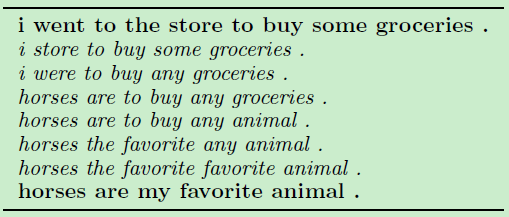 i went to the store to buy some groceries .
i store to buy some groceries .
i were to buy any groceries .
horses are to buy any groceries .
horses are to buy any animal .
horses the favorite any animal .
horses the favorite favorite animal .
horses are my favorite animal .